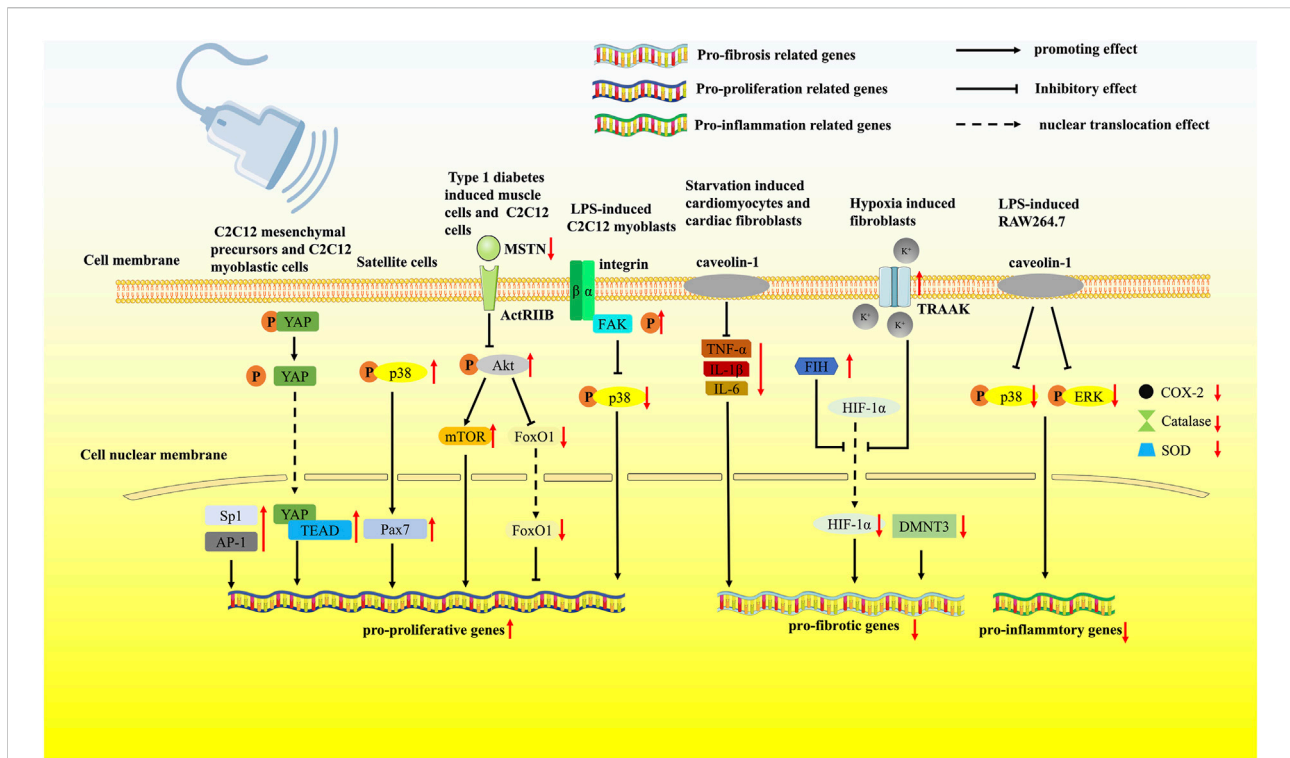 Pro-fibrosis related genes
promoting effect
Pro-proliferation related genes
Inhibitory effect
Pro-inflammation related genes
nuclear translocation effect
C2C12 mesenchymal
precursors and C2C12
myoblastic cells
Satellite cells
Type 1 diabetes
induced muscle
cells and C2C12
cells
LPS-induced
C2C12 myoblasts
Starvation induced
cardiomyocytes and
cardiac fibroblasts
Hypoxia induced
fibroblasts
LPS-induced
RAW264.7
Cell membrane
MSTN
integrin
caveolin-1
K+
caveolin-1
β α
ActRIIB
TRAAK
K+
K+
P YAP
FAK
P
P YAP
P p38
P Akt
TNF-α
IL-1β
IL-6
FIH
P p38
HIF-1α
P p38
P ERK
COX-2
Catalase
SOD
mTOR
FoxO1
Cell nuclear membrane
Sp1
AP-1
YAP
TEAD
Pax7
FoxO1
HIF-1α
DMNT3
pro-proliferative genes
pro-fibrotic genes
pro-inflammtory genes